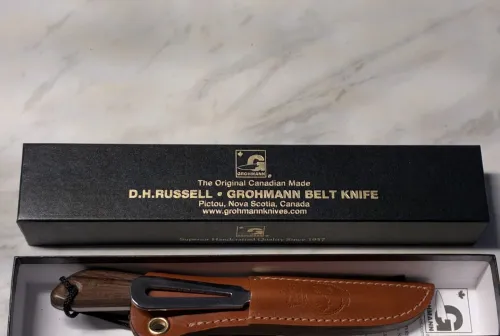 GROHMANN
The Original Canadian Made
D.H.RUSSELL • GROHMANN BELT KNIFE
Pictou, Nova Scotia, Canada
www.grohmannknives.com
GROHMANN
Superior Handcrafted Quality Since 1957
GROHMANN